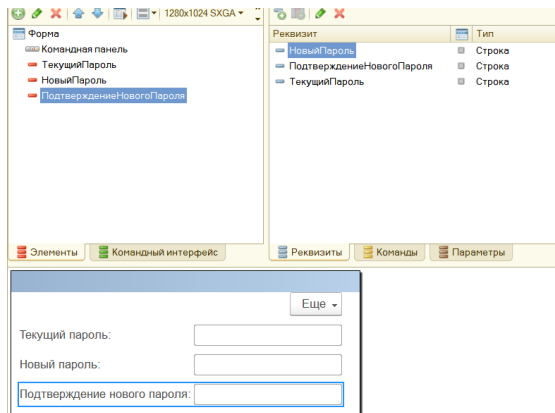 1280x1024 SXGA
Форма
Командная панель
ТекущийПароль
НовыйПароль
ПодтверждениеНовогоПароля
Элементы Командный интерфейс
Реквизит Тип
НовыйПароль Строка
ПодтверждениеНовогоПароля Строка
ТекущийПароль Строка
Реквизиты Команды Параметры
Еще
Текущий пароль:
Новый пароль:
Подтверждение нового пароля: